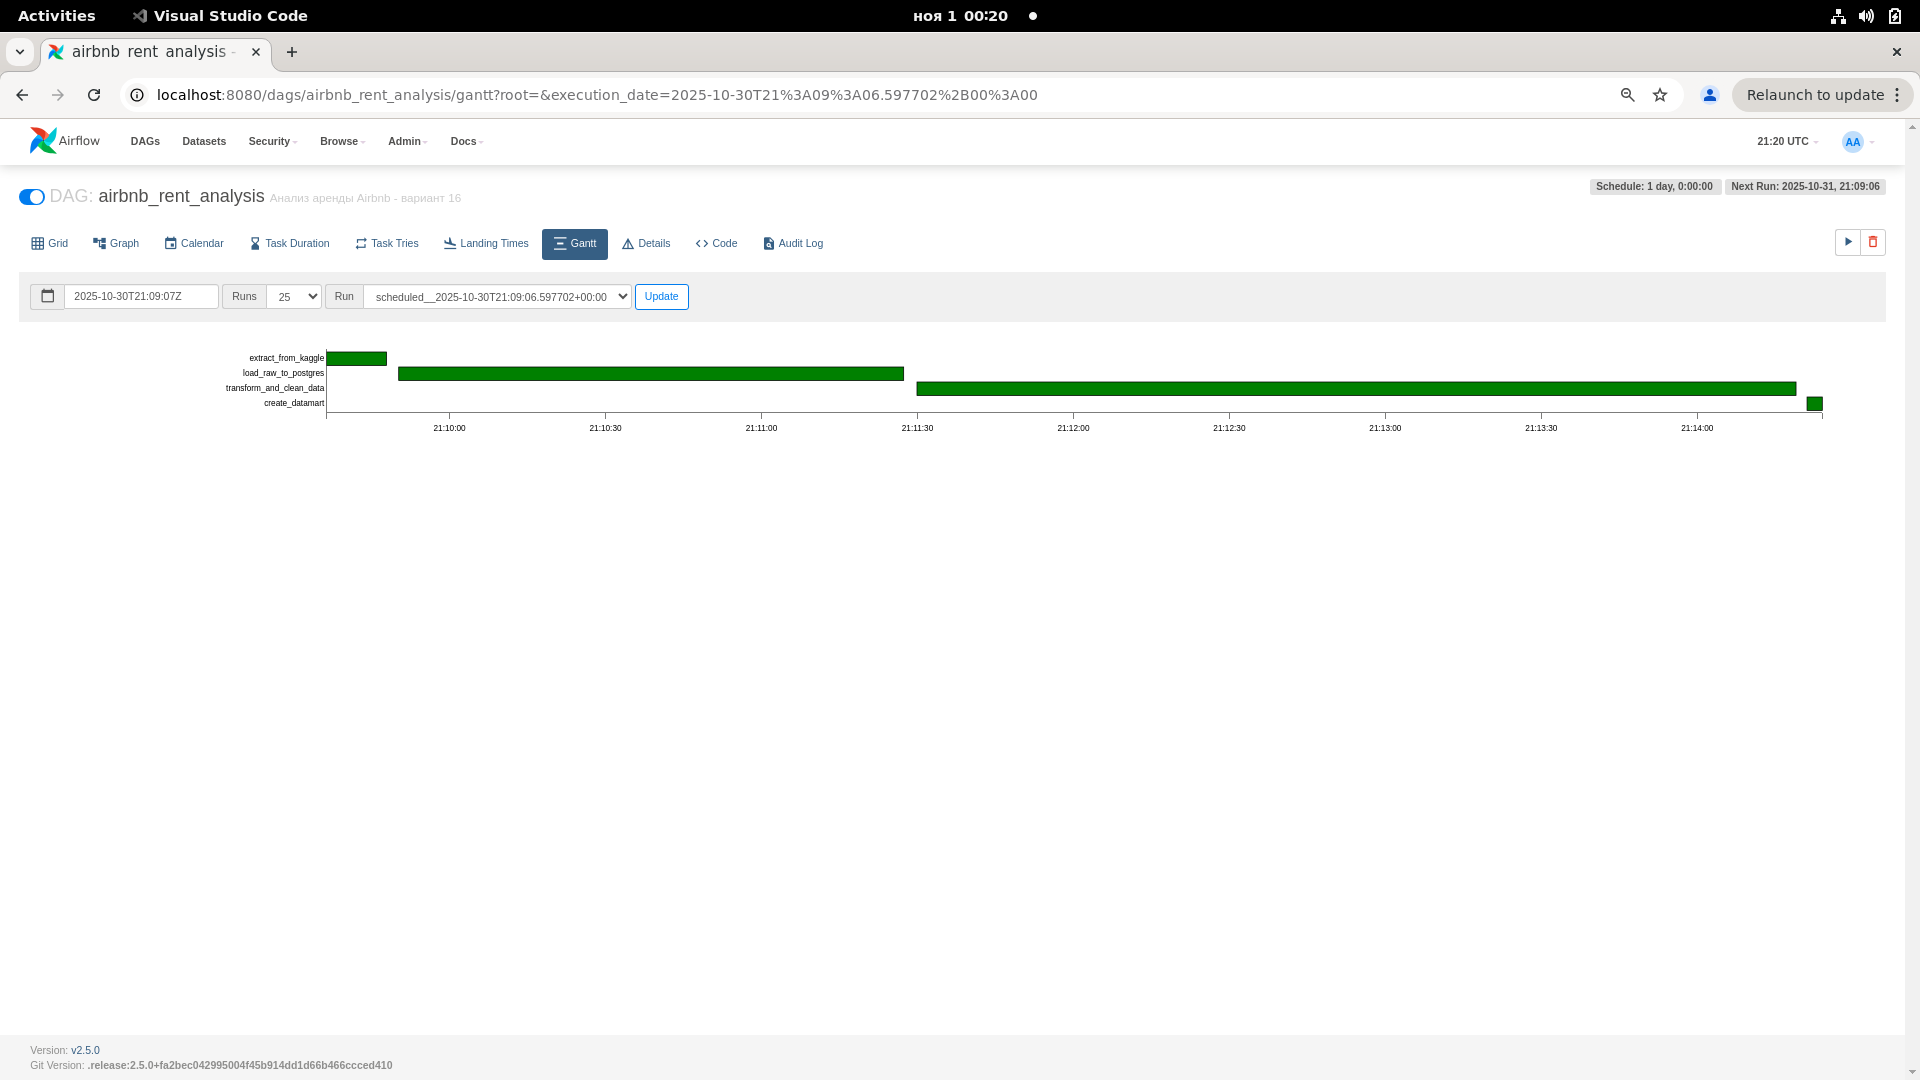 Activities Visual Studio Code ноя 1 00:20
airbnb_rent_analysis -
localhost:8080/dags/airbnb_rent_analysis/gantt?root=&execution_date=2025-10-30T21%3A09%3A06.597702%2B00%3A00 Relaunch to update
Airflow DAGs Datasets Security Browse Admin Docs 21:20 UTC AA
DAG: airbnb_rent_analysis Анализ аренды Airbnb - вариант 16 Schedule: 1 day, 0:00:00 Next Run: 2025-10-31, 21:09:06
Grid Graph Calendar Task Duration Task Tries Landing Times Gantt Details Code Audit Log
2025-10-30T21:09:07Z Runs 25 Run scheduled__2025-10-30T21:09:06.597702+00:00 Update
extract_from_kaggle
load_raw_to_postgres
transform_and_clean_data
create_datamart
21:10:00 21:10:30 21:11:00 21:11:30 21:12:00 21:12:30 21:13:00 21:13:30 21:14:00
Version: v2.5.0
Git Version: .release:2.5.0+fa2bec042995004f45b914dd1d66b466ccced410